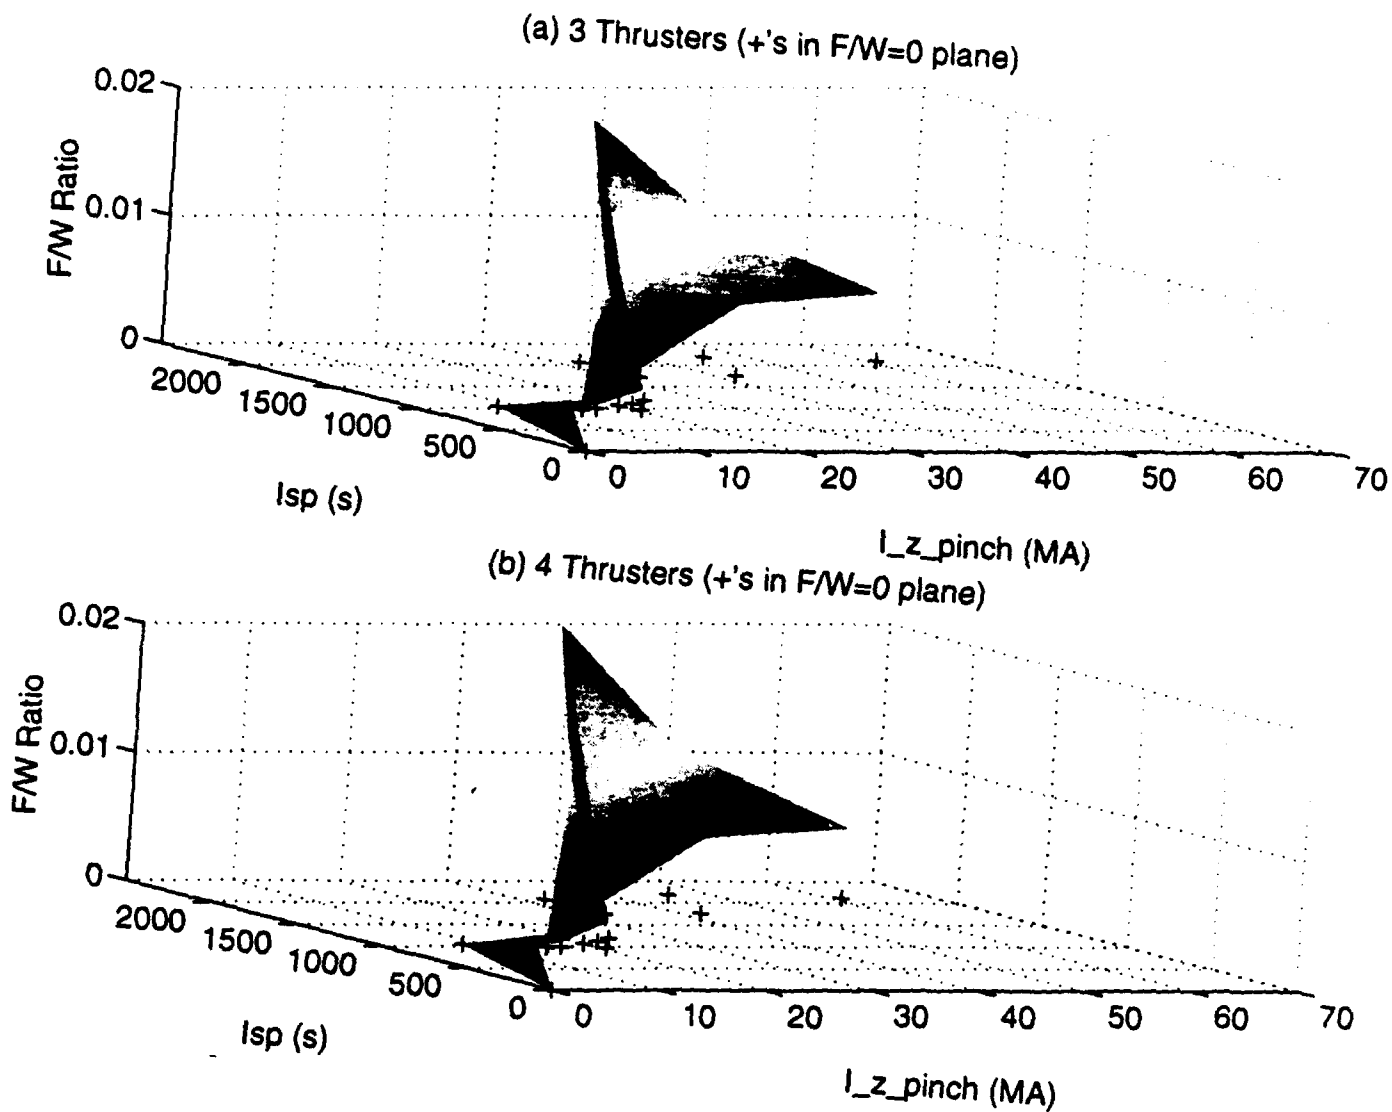 (a) 3 Thrusters (+'s in F/W=0 plane)
0.02
0.01
0
F/W Ratio
2000
1500
1000
500
0
Isp (s)
0 10 20 30 40 50 60 70
I_z_pinch (MA)
(b) 4 Thrusters (+'s in F/W=0 plane)
0.02
0.01
0
F/W Ratio
2000
1500
1000
500
0
Isp (s)
0 10 20 30 40 50 60 70
I_z_pinch (MA)